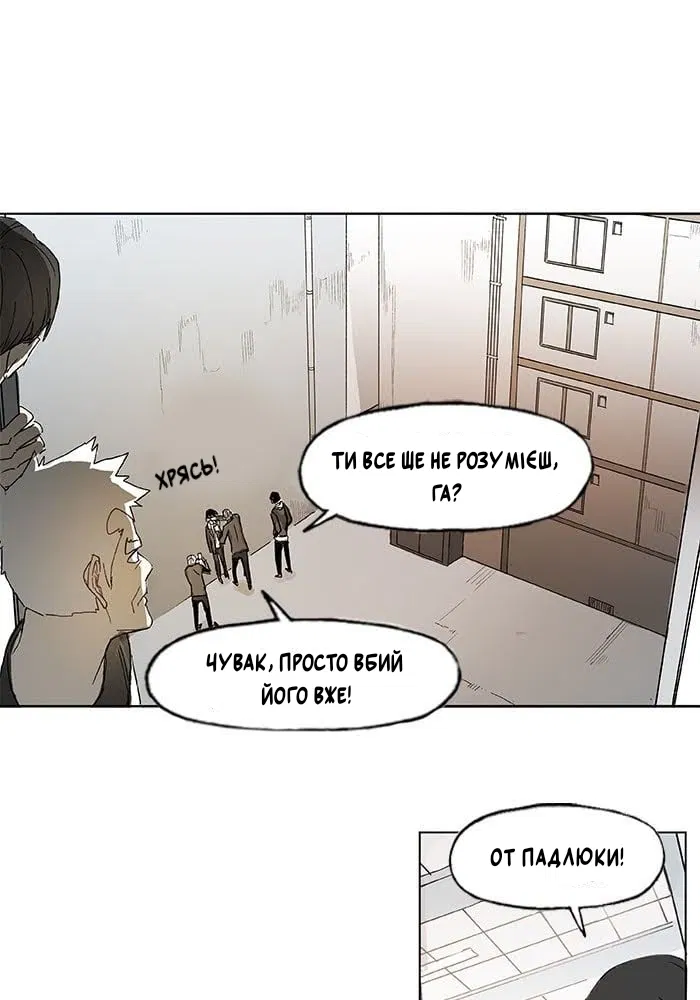 ТИ ВСЕ ЩЕ НЕ РОЗУМІЄШ,
ГА?
ХРЯСЬ!
ЧУВАК, ПРОСТО ВБИЙ
ЙОГО ВЖЕ!
ОТ ПАДЛЮКИ!